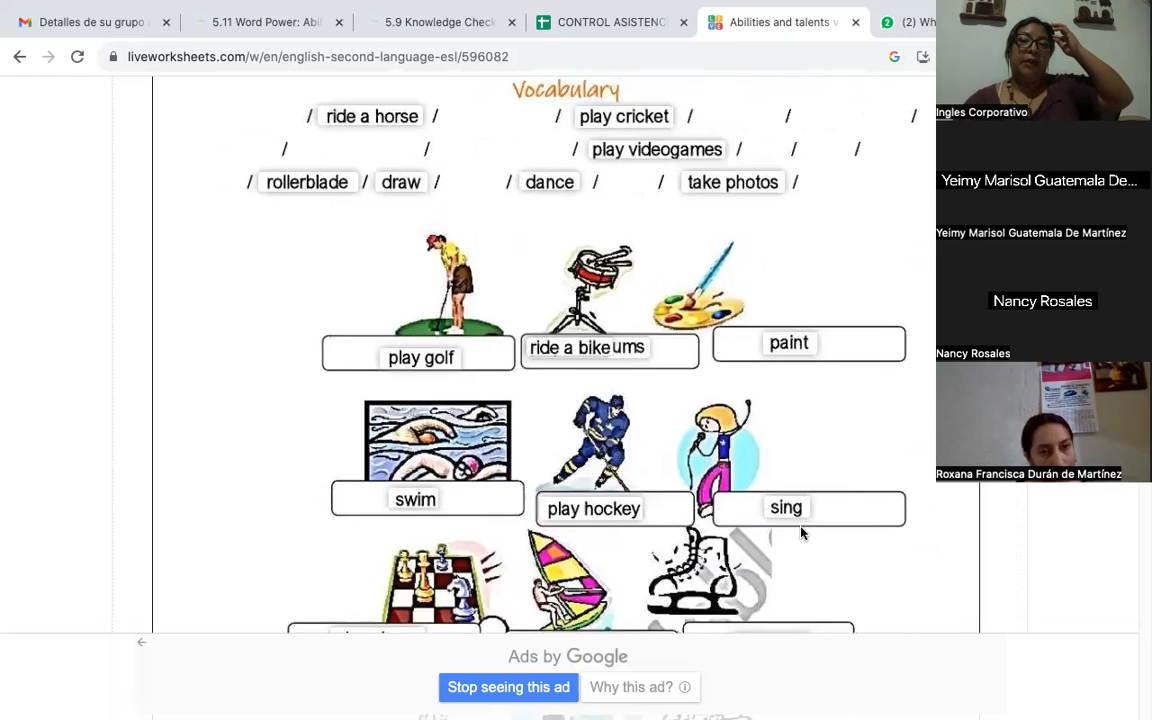 Detalles de su grupo
5.11 Word Power: Abi
5.9 Knowledge Check
CONTROL ASISTENC
Abilities and talents v
(2) Wh
liveworksheets.com/w/en/english-second-language-esl/596082
Vocabulary
/ ride a horse / / play cricket / / /
/ / / play videogames / / /
/ rollerblade / draw / / dance / / take photos /
play golf
ride a bike ums
paint
swim
play hockey
sing
Ads by Google
Stop seeing this ad
Why this ad?
Ingles Corporativo
Yeimy Marisol Guatemala De...
Yeimy Marisol Guatemala De Martínez
Nancy Rosales
Nancy Rosales
Roxana Francisca Durán de Martínez